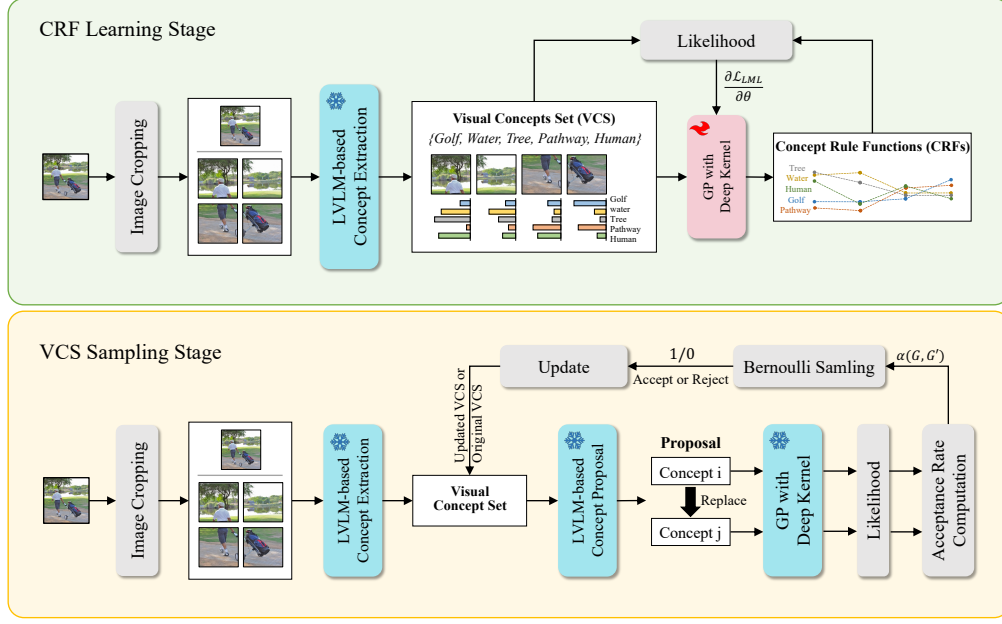 CRF Learning Stage
Likelihood
∂ℒ_LML
∂θ
Image Cropping
LVLM-based
Concept Extraction
Visual Concepts Set (VCS)
{Golf, Water, Tree, Pathway, Human}
Golf
water
Tree
Pathway
Human
GP with
Deep Kernel
Concept Rule Functions (CRFs)
Tree
Water
Human
Golf
Pathway
VCS Sampling Stage
Update
1/0
Accept or Reject
Bernoulli Samling
α(G, G′)
Updated VCS or
Original VCS
Image Cropping
LVLM-based
Concept Extraction
Visual
Concept Set
LVLM-based
Concept Proposal
Proposal
Concept i
Replace
Concept j
GP with
Deep Kernel
Likelihood
Acceptance Rate
Computation